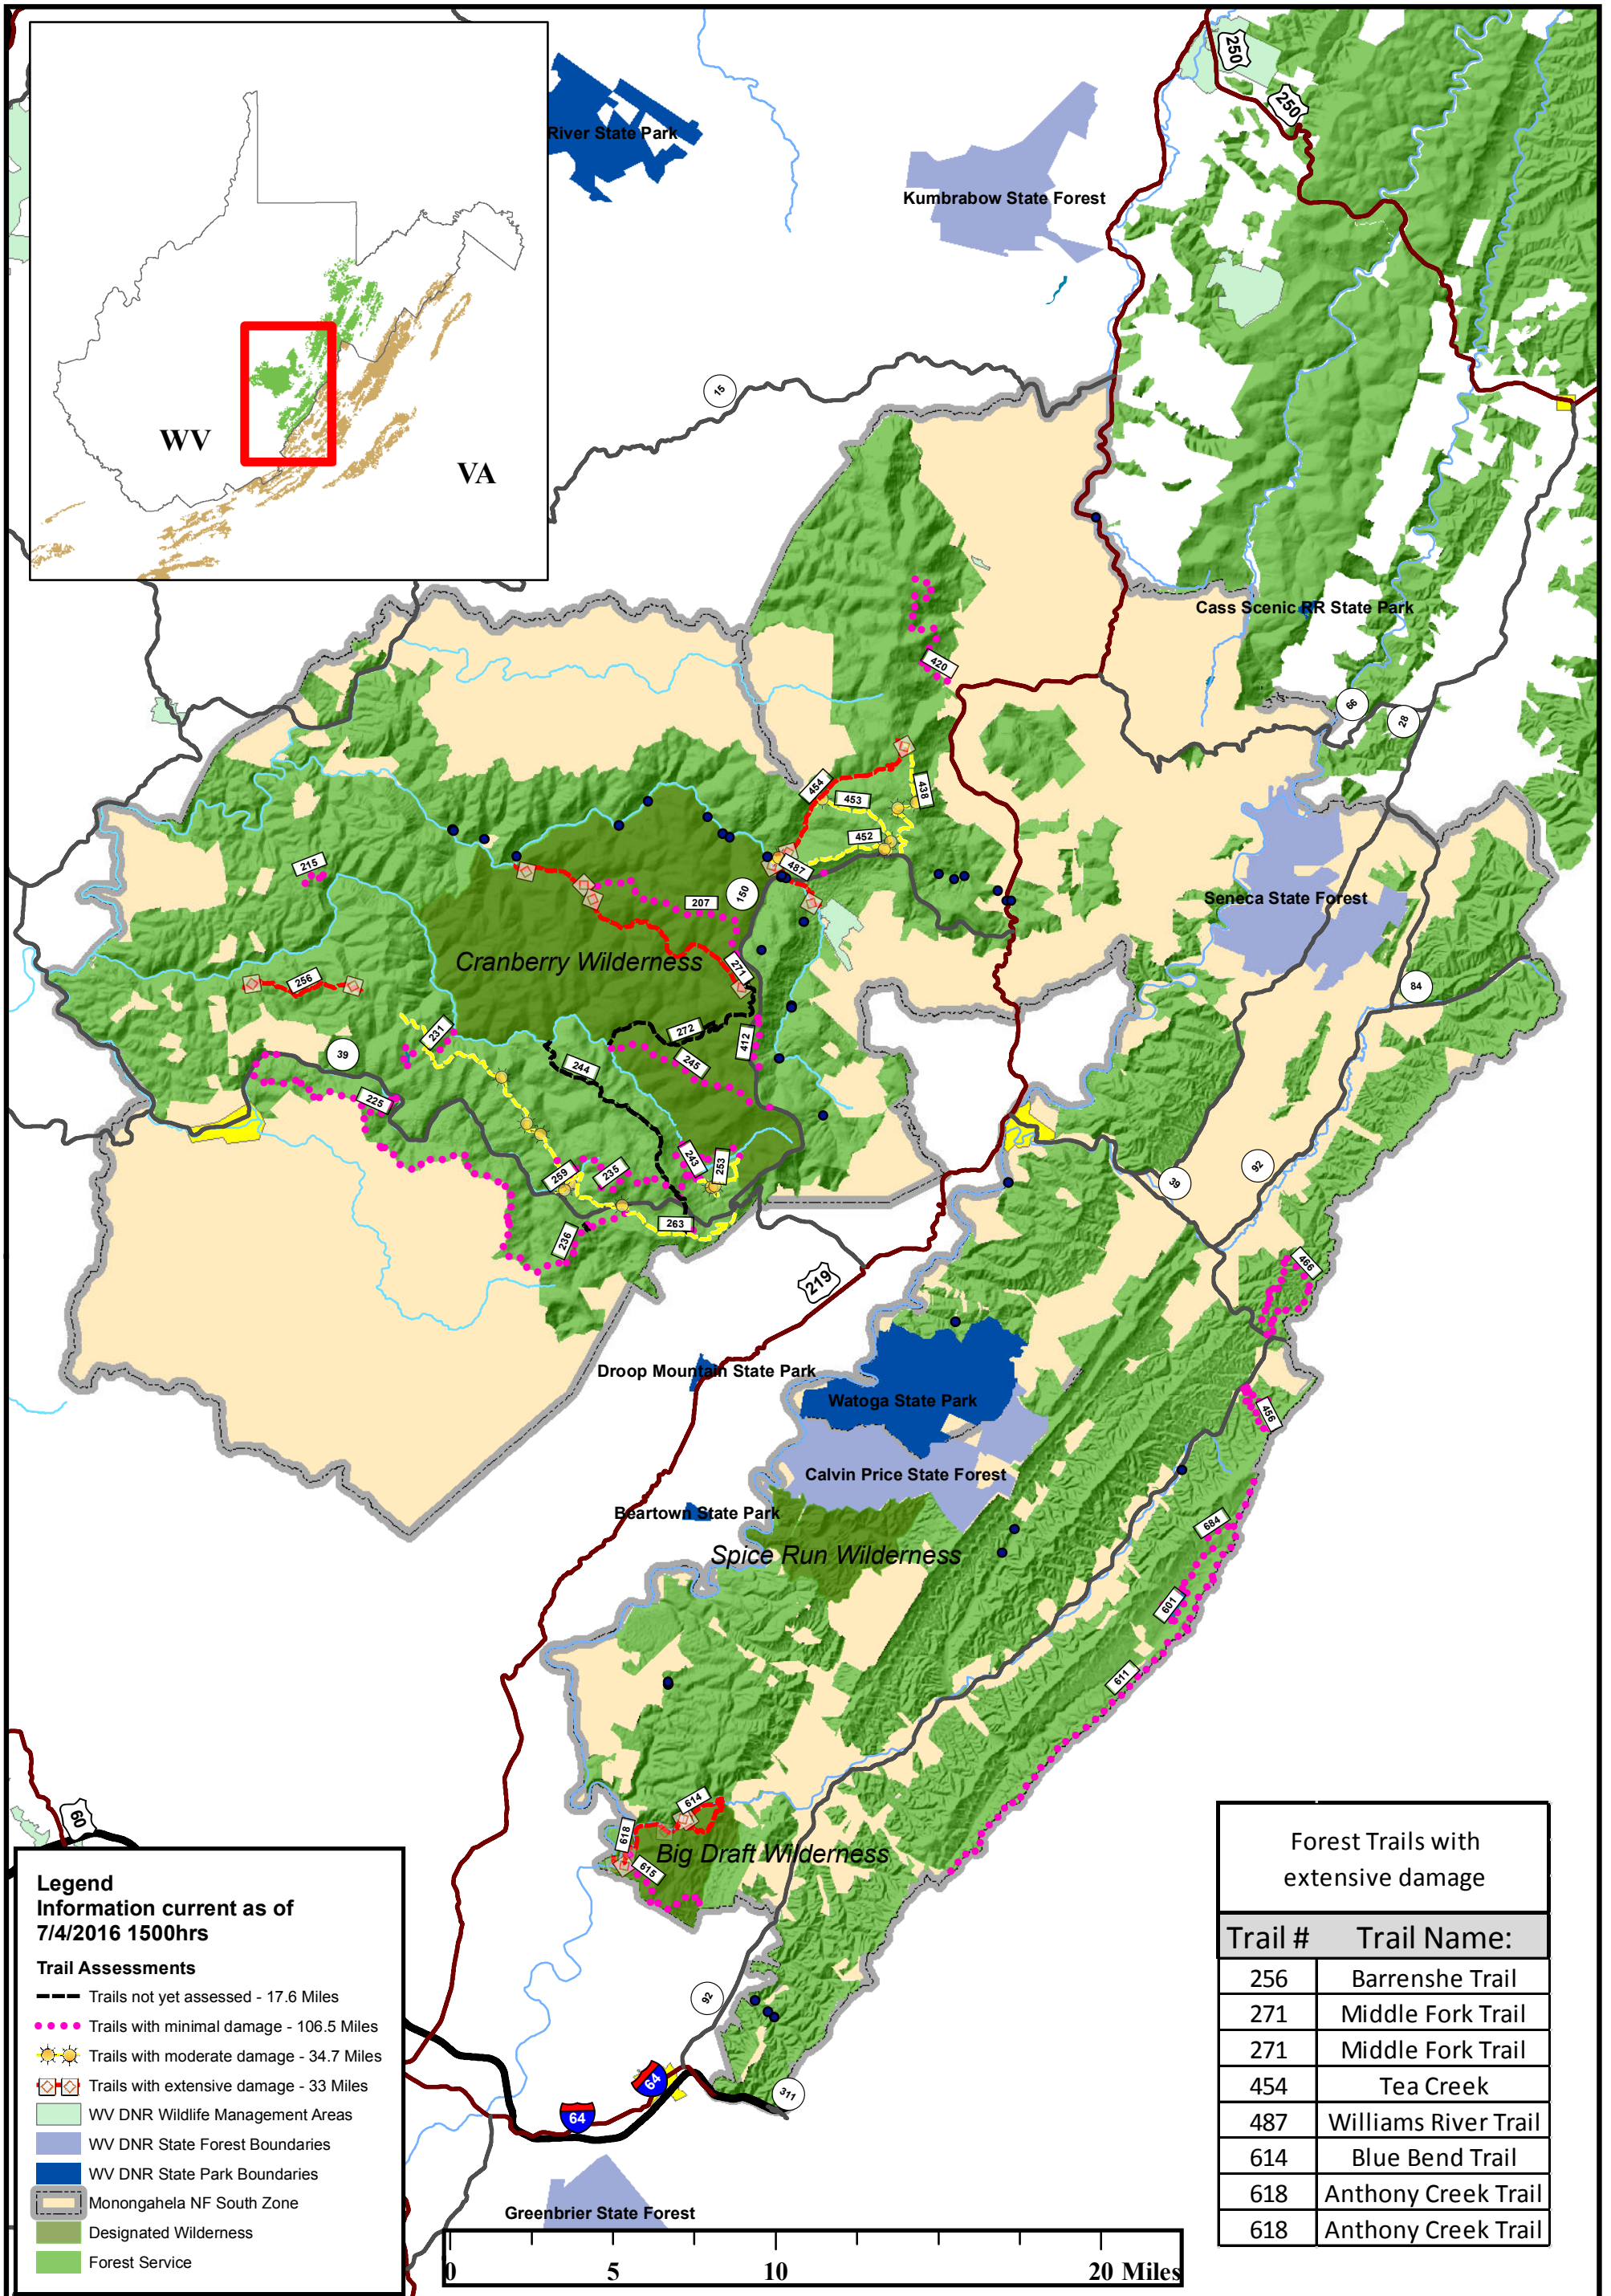 WV
VA
River State Park
Kumbrabow State Forest
250
250
15
Cass Scenic RR State Park
420
66
28
454
453
438
452
487
215
207
150
Seneca State Forest
Cranberry Wilderness
271
256
84
231
272
412
39
244
245
225
243
253
259
235
263
236
39
92
219
466
Droop Mountain State Park
Watoga State Park
456
Calvin Price State Forest
Beartown State Park
Spice Run Wilderness
684
601
611
60
614
618
Big Draft Wilderness
615
92
64
64
311
Greenbrier State Forest
Legend
Information current as of
7/4/2016 1500hrs
Trail Assessments
Trails not yet assessed - 17.6 Miles
Trails with minimal damage - 106.5 Miles
Trails with moderate damage - 34.7 Miles
Trails with extensive damage - 33 Miles
WV DNR Wildlife Management Areas
WV DNR State Forest Boundaries
WV DNR State Park Boundaries
Monongahela NF South Zone
Designated Wilderness
Forest Service
0 5 10 20 Miles
Forest Trails with
extensive damage
Trail # Trail Name:
256 Barrenshe Trail
271 Middle Fork Trail
271 Middle Fork Trail
454 Tea Creek
487 Williams River Trail
614 Blue Bend Trail
618 Anthony Creek Trail
618 Anthony Creek Trail